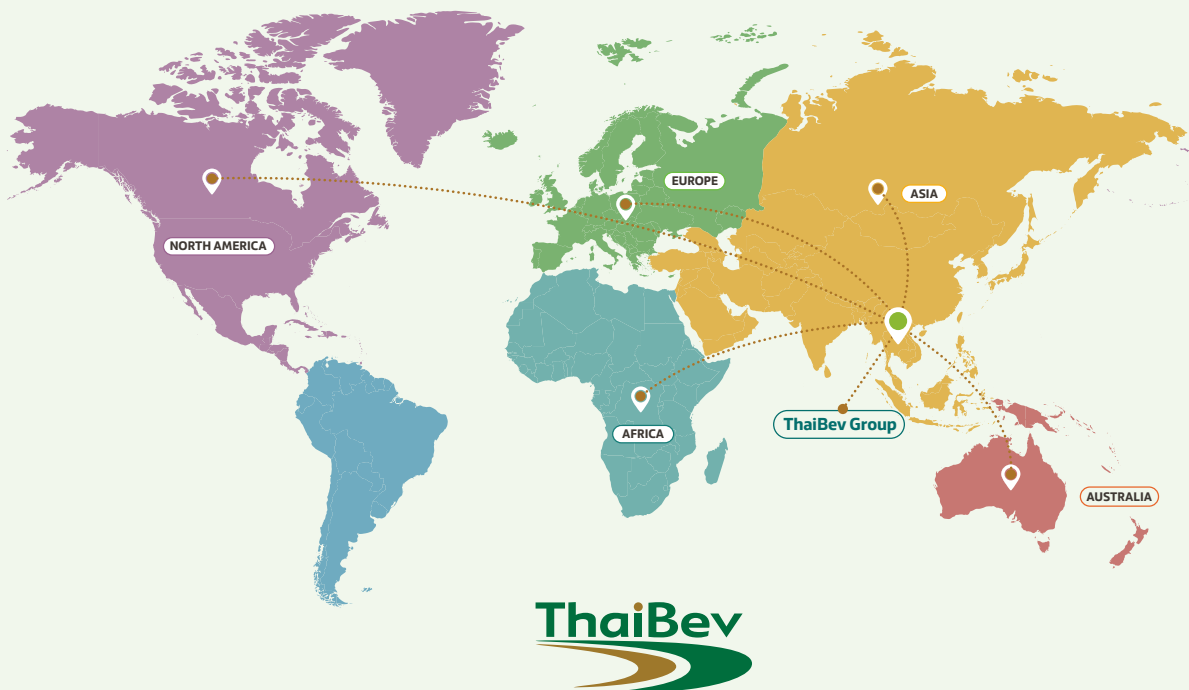 EUROPE
ASIA
NORTH AMERICA
ThaiBev Group
AFRICA
AUSTRALIA
ThaiBev